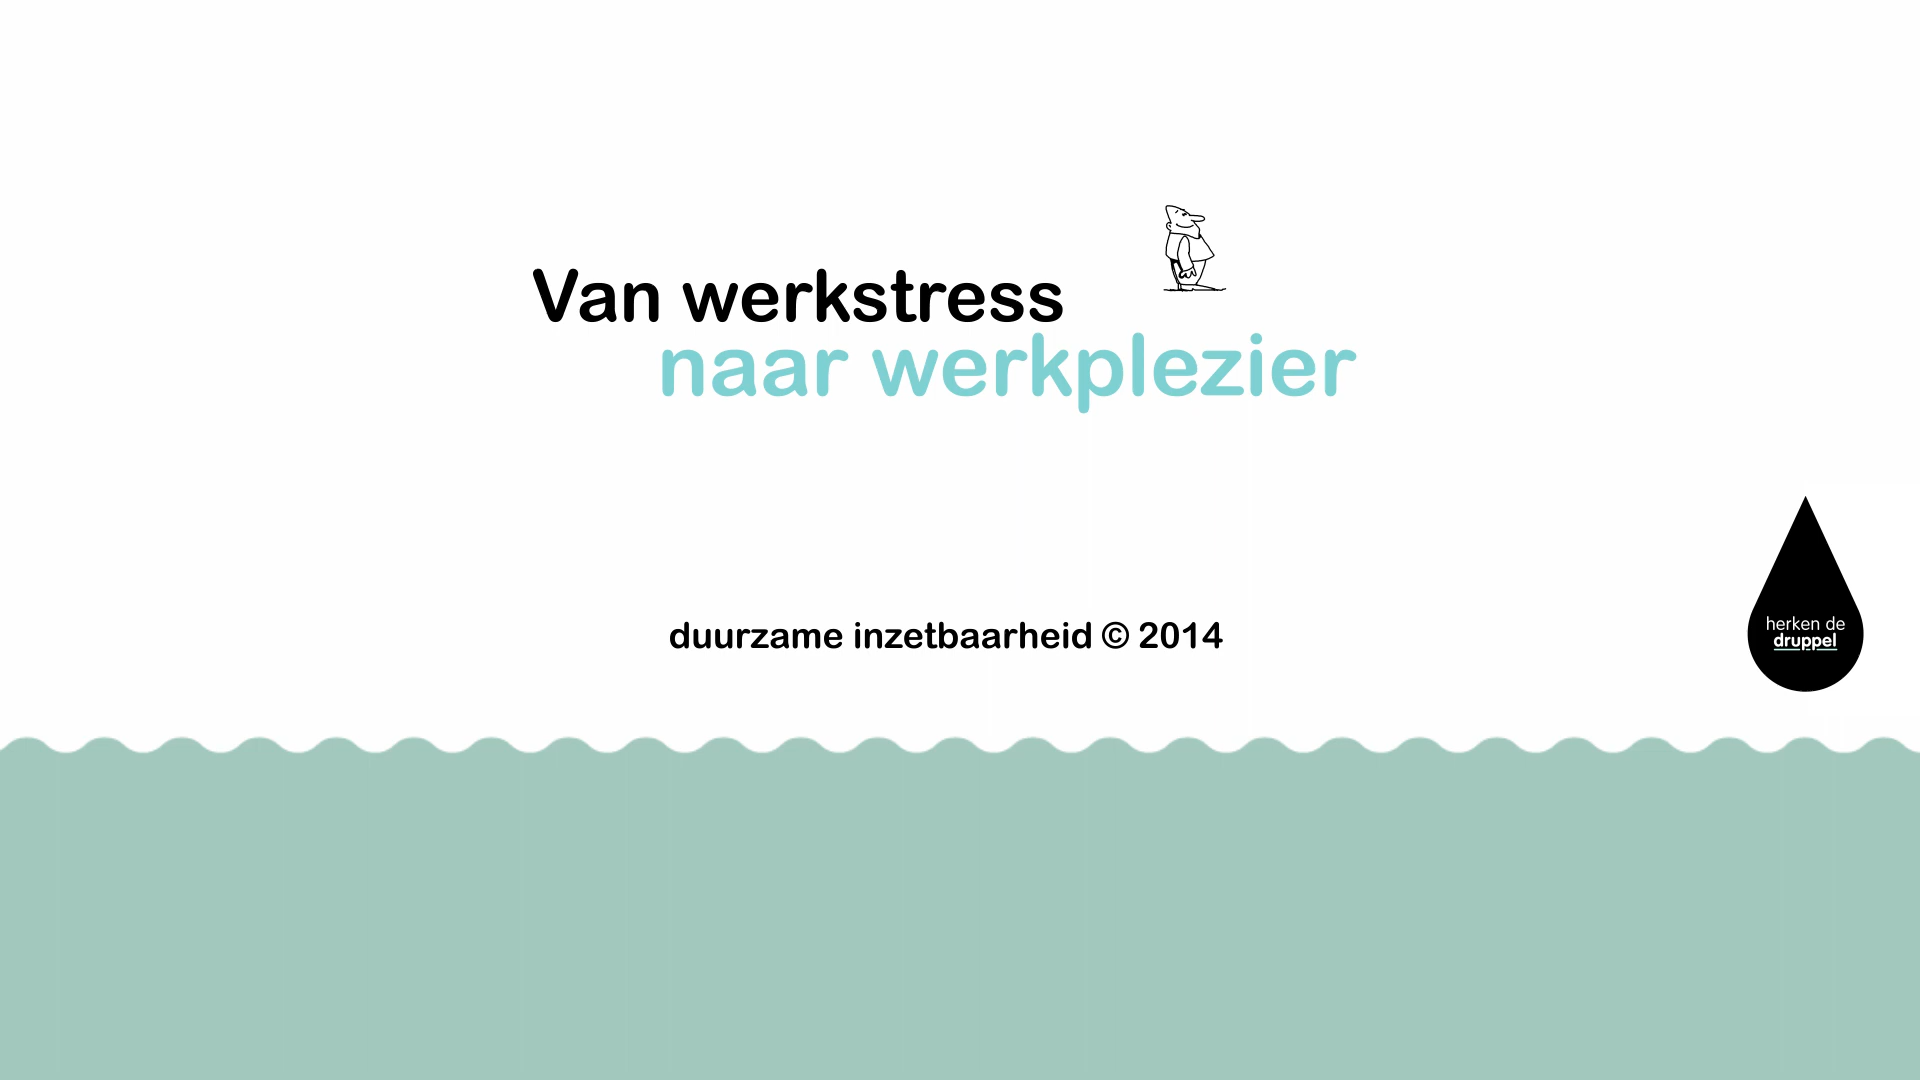 Van werkstress
naar werkplezier
duurzame inzetbaarheid © 2014
herken de
druppel